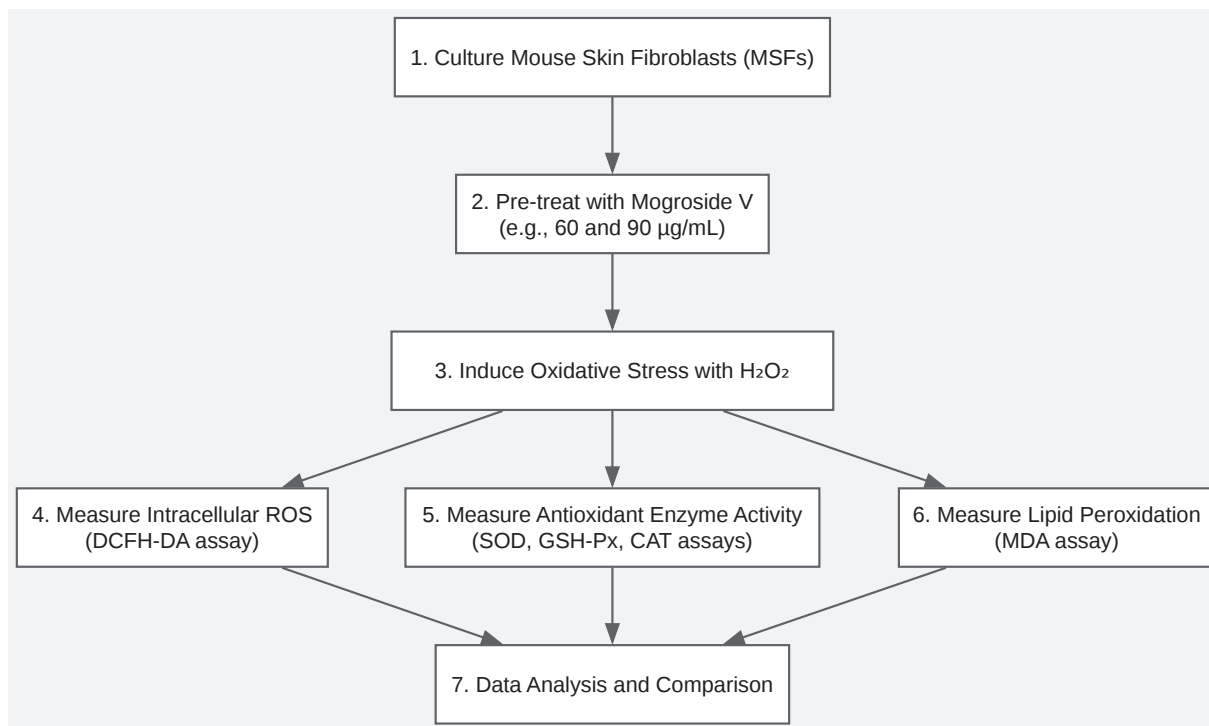 1. Culture Mouse Skin Fibroblasts (MSFs)
2. Pre-treat with Mogroside V
(e.g., 60 and 90 µg/mL)
3. Induce Oxidative Stress with H₂O₂
4. Measure Intracellular ROS
(DCFH-DA assay)
5. Measure Antioxidant Enzyme Activity
(SOD, GSH-Px, CAT assays)
6. Measure Lipid Peroxidation
(MDA assay)
7. Data Analysis and Comparison